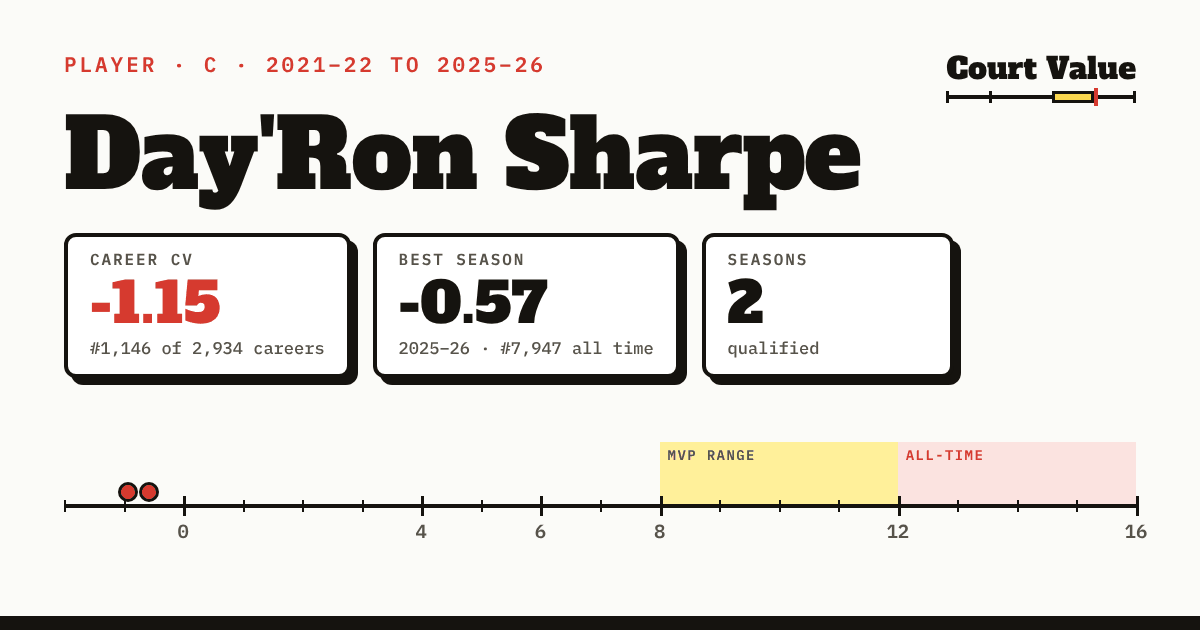 PLAYER · C · 2021–22 TO 2025–26
Court Value
Day'Ron Sharpe
CAREER CV
-1.15
#1,146 of 2,934 careers
BEST SEASON
-0.57
2025–26 · #7,947 all time
SEASONS
2
qualified
MVP RANGE
ALL-TIME
0 4 6 8 12 16